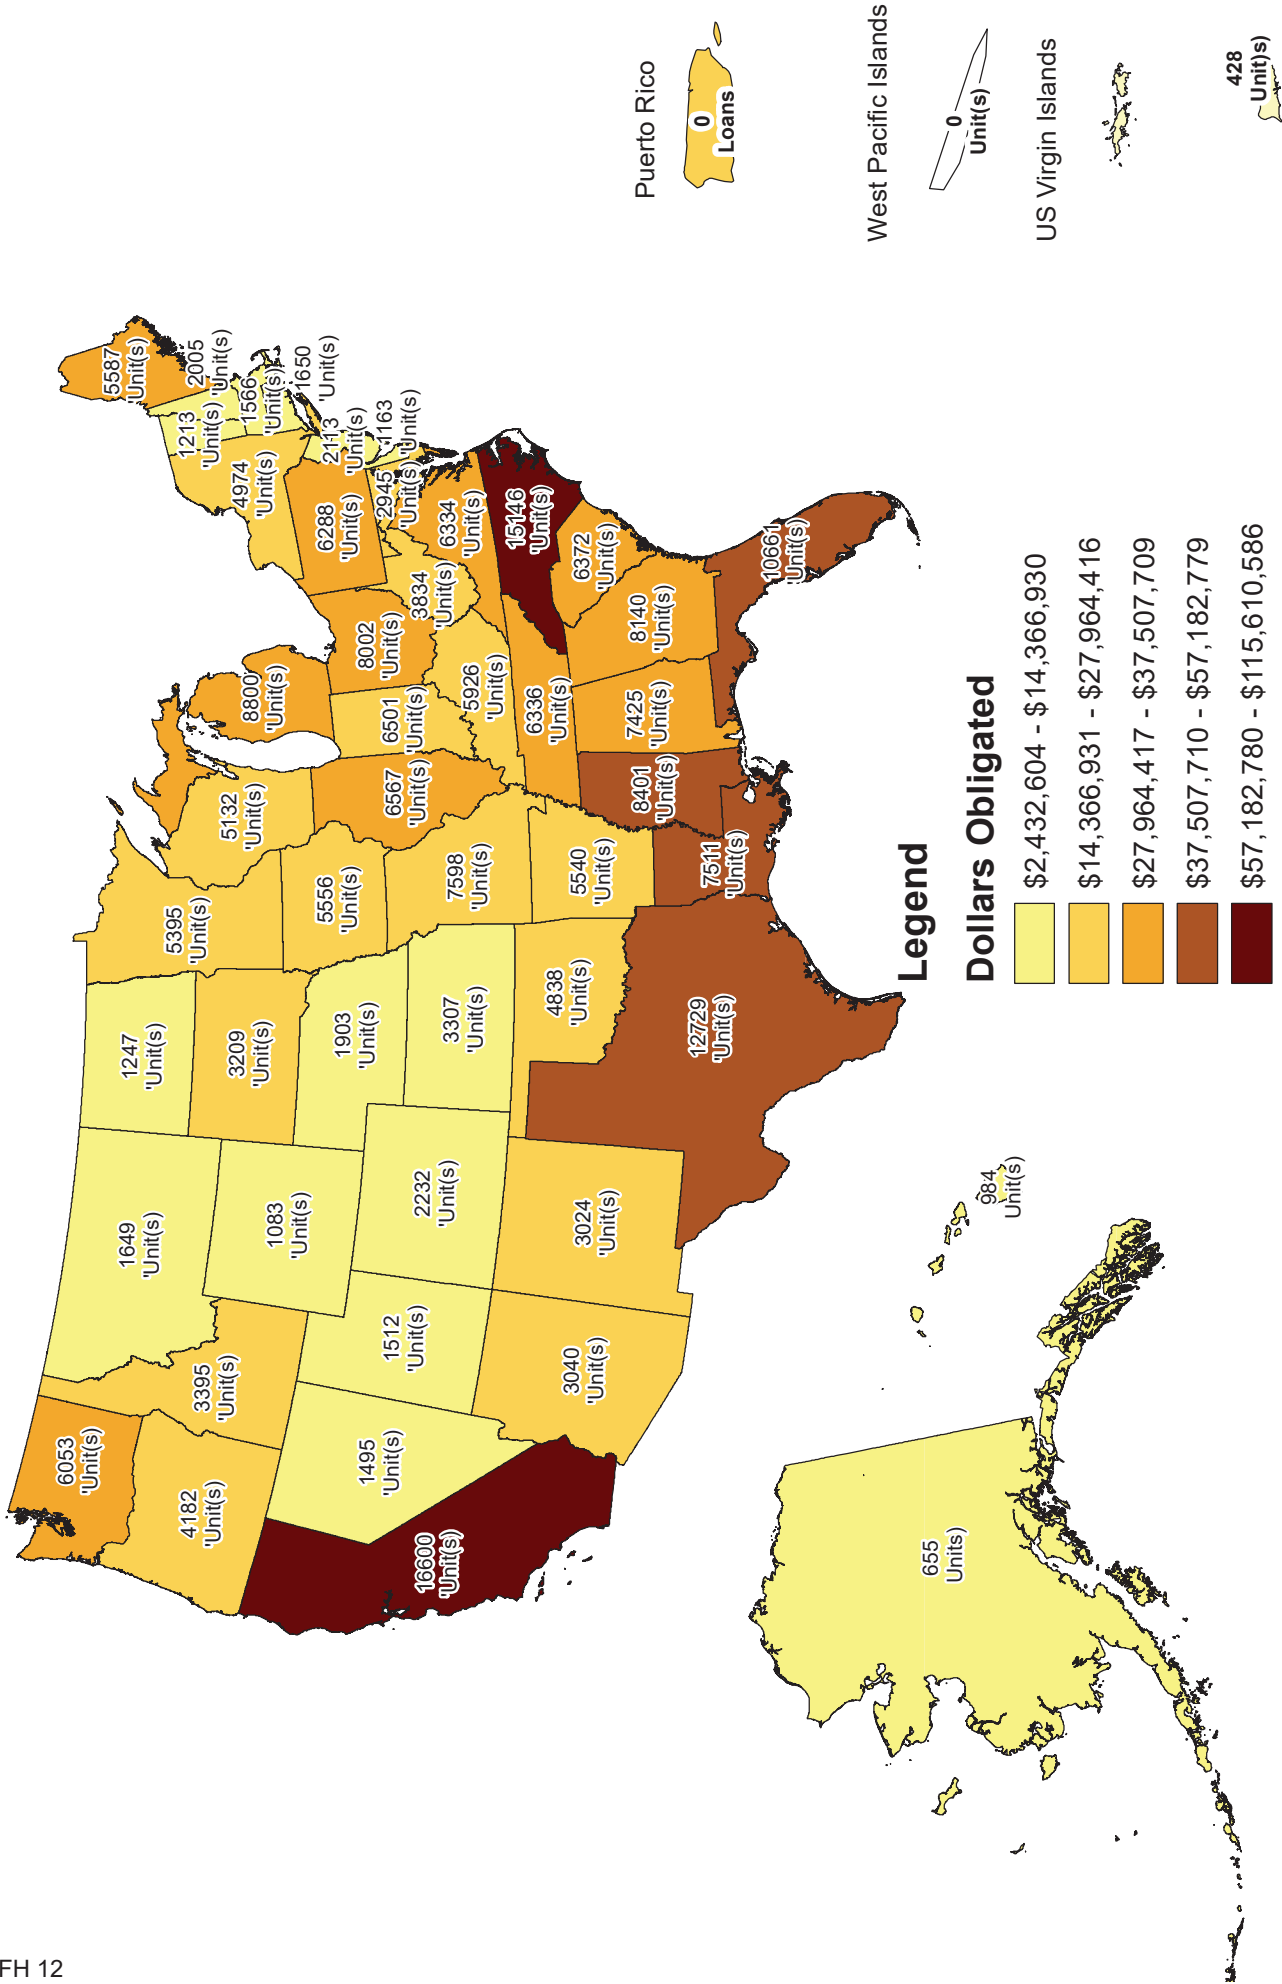 FH 12
6053
'Unit(s)
4182
'Unit(s)
16600
'Unit(s)
1495
'Unit(s)
3395
'Unit(s)
1649
'Unit(s)
1083
'Unit(s)
1512
'Unit(s)
3040
'Unit(s)
2232
'Unit(s)
3024
'Unit(s)
1247
'Unit(s)
3209
'Unit(s)
1903
'Unit(s)
3307
'Unit(s)
4838
'Unit(s)
12729
'Unit(s)
5395
'Unit(s)
5556
'Unit(s)
7598
'Unit(s)
5540
'Unit(s)
7511
'Unit(s)
5132
'Unit(s)
6567
'Unit(s)
8401
'Unit(s)
8800
'Unit(s)
6501
'Unit(s)
5926
'Unit(s)
6336
'Unit(s)
7425
'Unit(s)
8002
'Unit(s)
3834
'Unit(s)
8140
'Unit(s)
10661
'Unit(s)
6372
'Unit(s)
15146
'Unit(s)
6334
'Unit(s)
6288
'Unit(s)
2945
'Unit(s)
4974
'Unit(s)
1213
'Unit(s)
5587
'Unit(s)
2005
'Unit(s)
1566
'Unit(s)
1650
'Unit(s)
2113
'Unit(s)
1163
'Unit(s)
655
Units)
984
Unit(s)
Legend
Dollars Obligated
$2,432,604 - $14,366,930
$14,366,931 - $27,964,416
$27,964,417 - $37,507,709
$37,507,710 - $57,182,779
$57,182,780 - $115,610,586
Puerto Rico
0
Loans
West Pacific Islands
0
Unit(s)
US Virgin Islands
428
Unit)s)